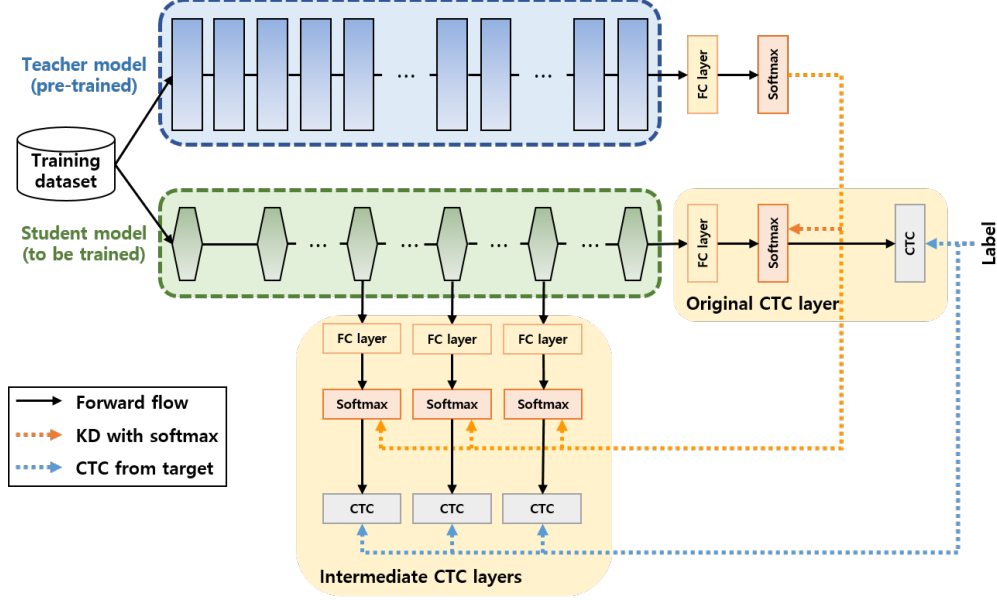 Teacher model
(pre-trained)
...
...
FC layer
Softmax
Training
dataset
Student model
(to be trained)
...
...
...
...
FC layer
Softmax
CTC
Label
Original CTC layer
FC layer
FC layer
FC layer
Softmax
Softmax
Softmax
CTC
CTC
CTC
Intermediate CTC layers
Forward flow
KD with softmax
CTC from target